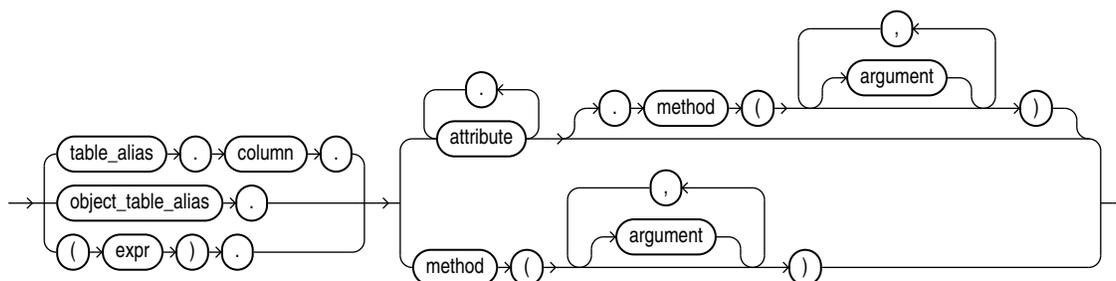 ,
argument
.
. method ( )
attribute
table_alias . column .
,
object_table_alias .
argument
( expr ) .
method ( )